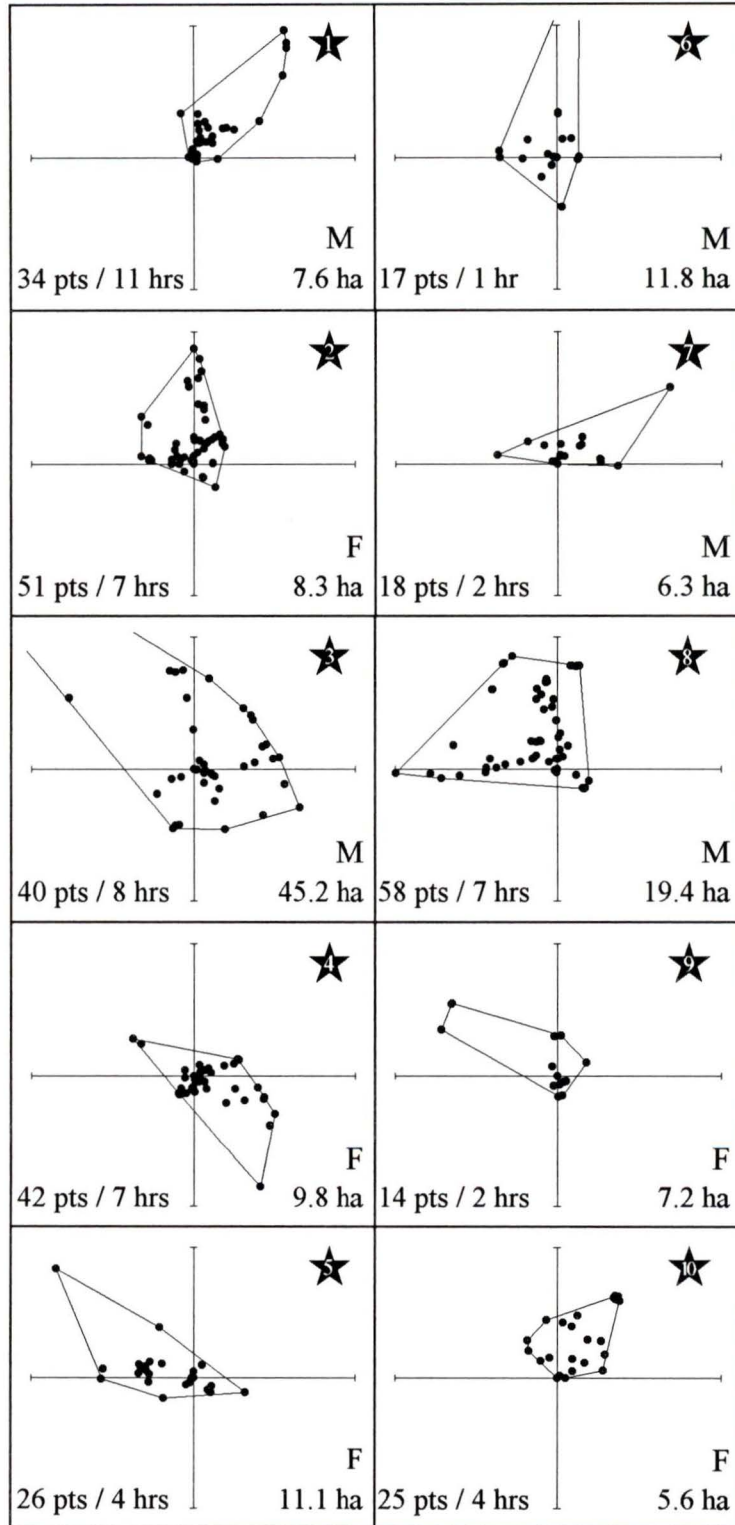 1
M
34 pts / 11 hrs 7.6 ha
2
F
51 pts / 7 hrs 8.3 ha
3
M
40 pts / 8 hrs 45.2 ha
4
F
42 pts / 7 hrs 9.8 ha
5
F
26 pts / 4 hrs 11.1 ha
6
M
17 pts / 1 hr 11.8 ha
7
M
18 pts / 2 hrs 6.3 ha
8
M
58 pts / 7 hrs 19.4 ha
9
F
14 pts / 2 hrs 7.2 ha
10
F
25 pts / 4 hrs 5.6 ha